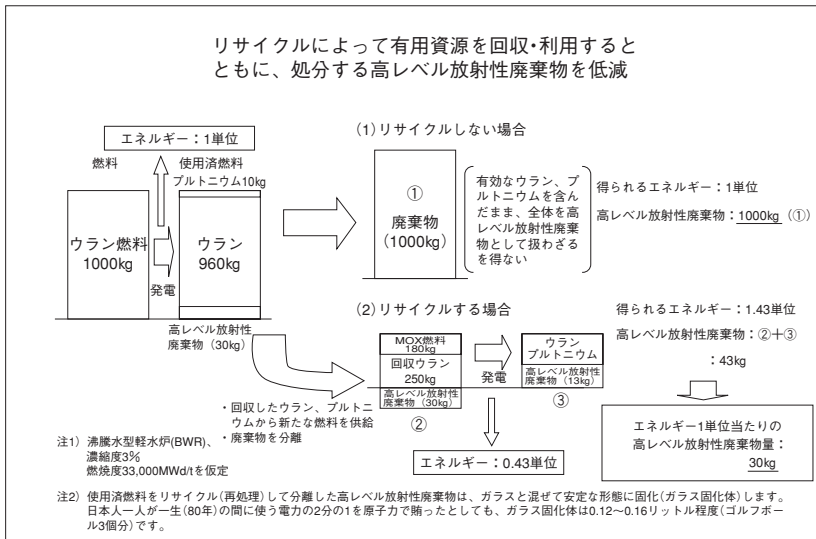 リサイクルによって有用資源を回収・利用すると
ともに、処分する高レベル放射性廃棄物を低減
エネルギー：1単位
燃料
使用済燃料
プルトニウム10kg
ウラン燃料
1000kg
発電
ウラン
960kg
高レベル放射性
廃棄物（30kg）
(1)リサイクルしない場合
①
廃棄物
(1000kg)
有効なウラン、プ
ルトニウムを含ん
だまま、全体を高
レベル放射性廃棄
物として扱わざる
を得ない
得られるエネルギー：1単位
高レベル放射性廃棄物：1000kg (①)
(2)リサイクルする場合
MOX燃料
180kg
回収ウラン
250kg
高レベル放射性
廃棄物（30kg）
②
発電
ウラン
プルトニウム
高レベル放射性
廃棄物（13kg）
③
・回収したウラン、プルトニ
ウムから新たな燃料を供給
・廃棄物を分離
エネルギー：0.43単位
得られるエネルギー：1.43単位
高レベル放射性廃棄物：②＋③
：43kg
エネルギー1単位当たりの
高レベル放射性廃棄物量：
30kg
注1）沸騰水型軽水炉(BWR)、
濃縮度3%
燃焼度33,000MWd/tを仮定
注2）使用済燃料をリサイクル(再処理)して分離した高レベル放射性廃棄物は、ガラスと混ぜて安定な形態に固化(ガラス固化体)します。
日本人一人が一生(80年)の間に使う電力の2分の1を原子力で賄ったとしても、ガラス固化体は0.12〜0.16リットル程度(ゴルフボー
ル3個分)です。